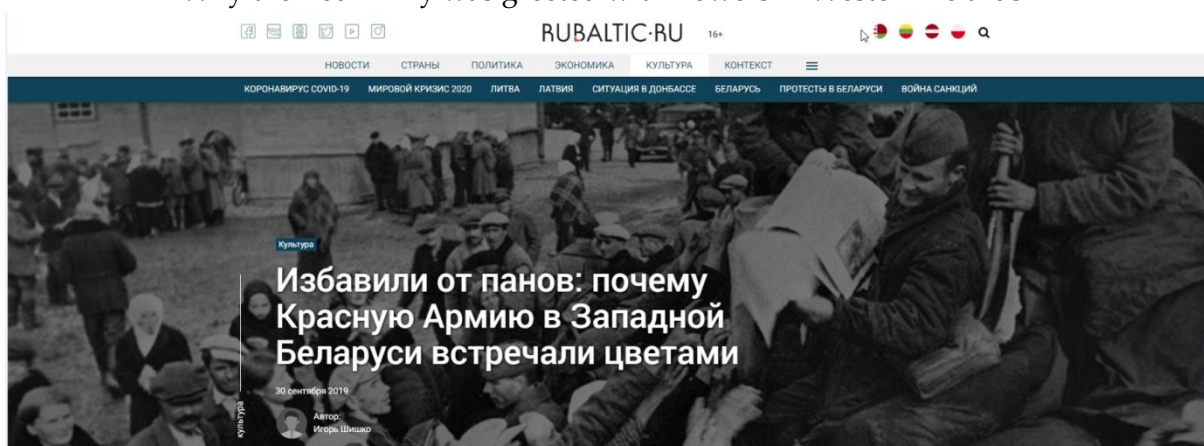 RUBALTIC·RU 16+
НОВОСТИ СТРАНЫ ПОЛИТИКА ЭКОНОМИКА КУЛЬТУРА КОНТЕКСТ
КОРОНАВИРУС COVID-19 МИРОВОЙ КРИЗИС 2020 ЛИТВА ЛАТВИЯ СИТУАЦИЯ В ДОНБАССЕ БЕЛАРУСЬ ПРОТЕСТЫ В БЕЛАРУСИ ВОЙНА САНКЦИЙ
Культура
Избавили от панов: почему
Красную Армию в Западной
Беларуси встречали цветами
30 сентября 2019
культура
Автор:
Игорь Шишко